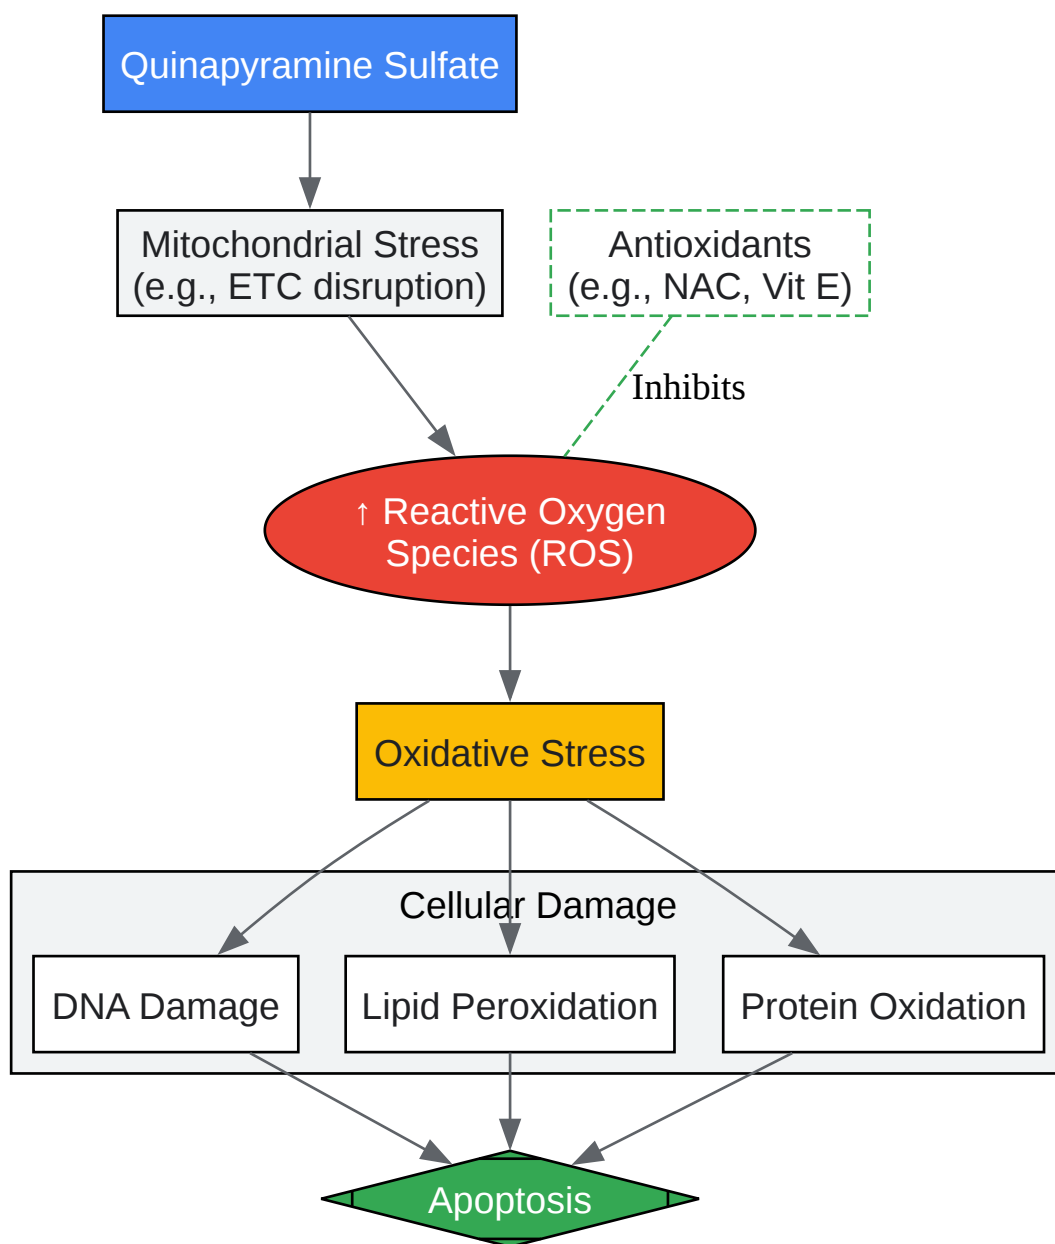 Quinapyramine Sulfate
Mitochondrial Stress
(e.g., ETC disruption)
Antioxidants
(e.g., NAC, Vit E)
Inhibits
↑ Reactive Oxygen
Species (ROS)
Oxidative Stress
Cellular Damage
DNA Damage
Lipid Peroxidation
Protein Oxidation
Apoptosis